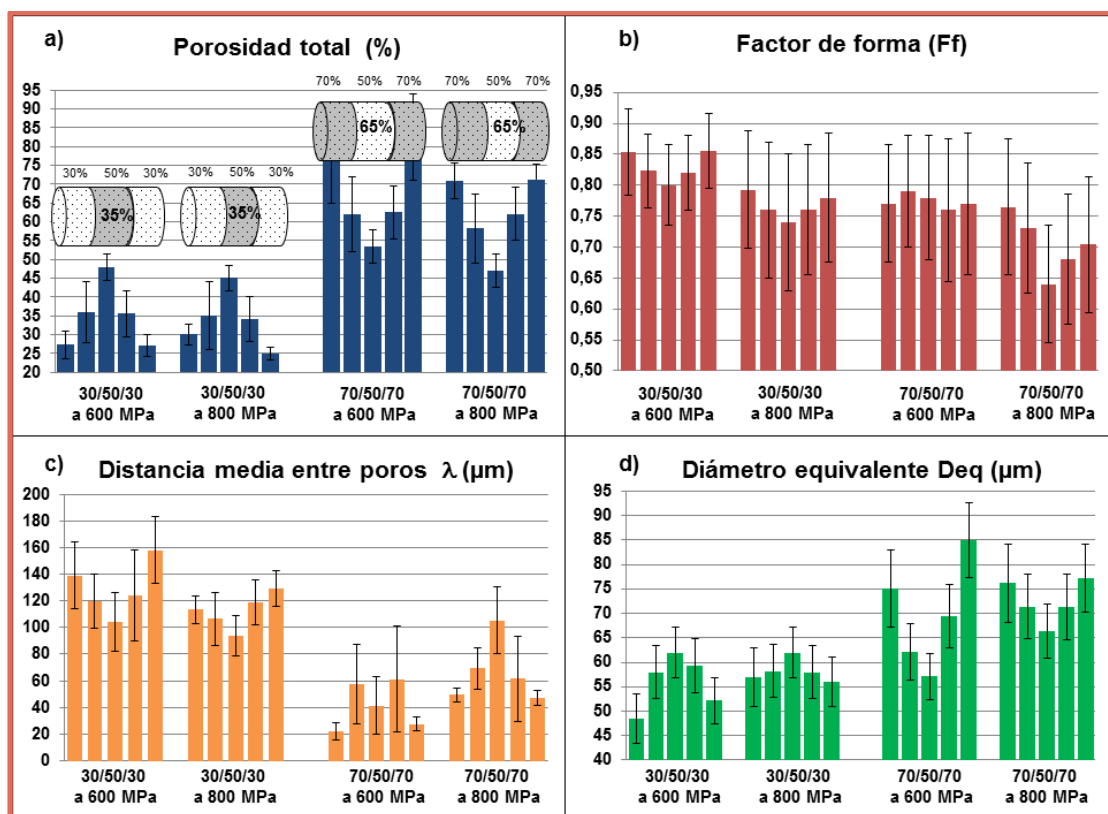 a)
Porosidad total (%)
70% 50% 70% 70% 50% 70%
95
90
85
80
75
70
65
60
55
50
45
40
35
30
25
20
65% 65%
30% 50% 30% 30% 50% 30%
35% 35%
30/50/30 30/50/30 70/50/70 70/50/70
a 600 MPa a 800 MPa a 600 MPa a 800 MPa
b)
Factor de forma (Ff)
0,95
0,90
0,85
0,80
0,75
0,70
0,65
0,60
0,55
0,50
30/50/30 30/50/30 70/50/70 70/50/70
a 600 MPa a 800 MPa a 600 MPa a 800 MPa
c)
Distancia media entre poros λ (µm)
200
180
160
140
120
100
80
60
40
20
0
30/50/30 30/50/30 70/50/70 70/50/70
a 600 MPa a 800 MPa a 600 MPa a 800 MPa
d)
Diámetro equivalente Deq (µm)
95
90
85
80
75
70
65
60
55
50
45
40
30/50/30 30/50/30 70/50/70 70/50/70
a 600 MPa a 800 MPa a 600 MPa a 800 MPa